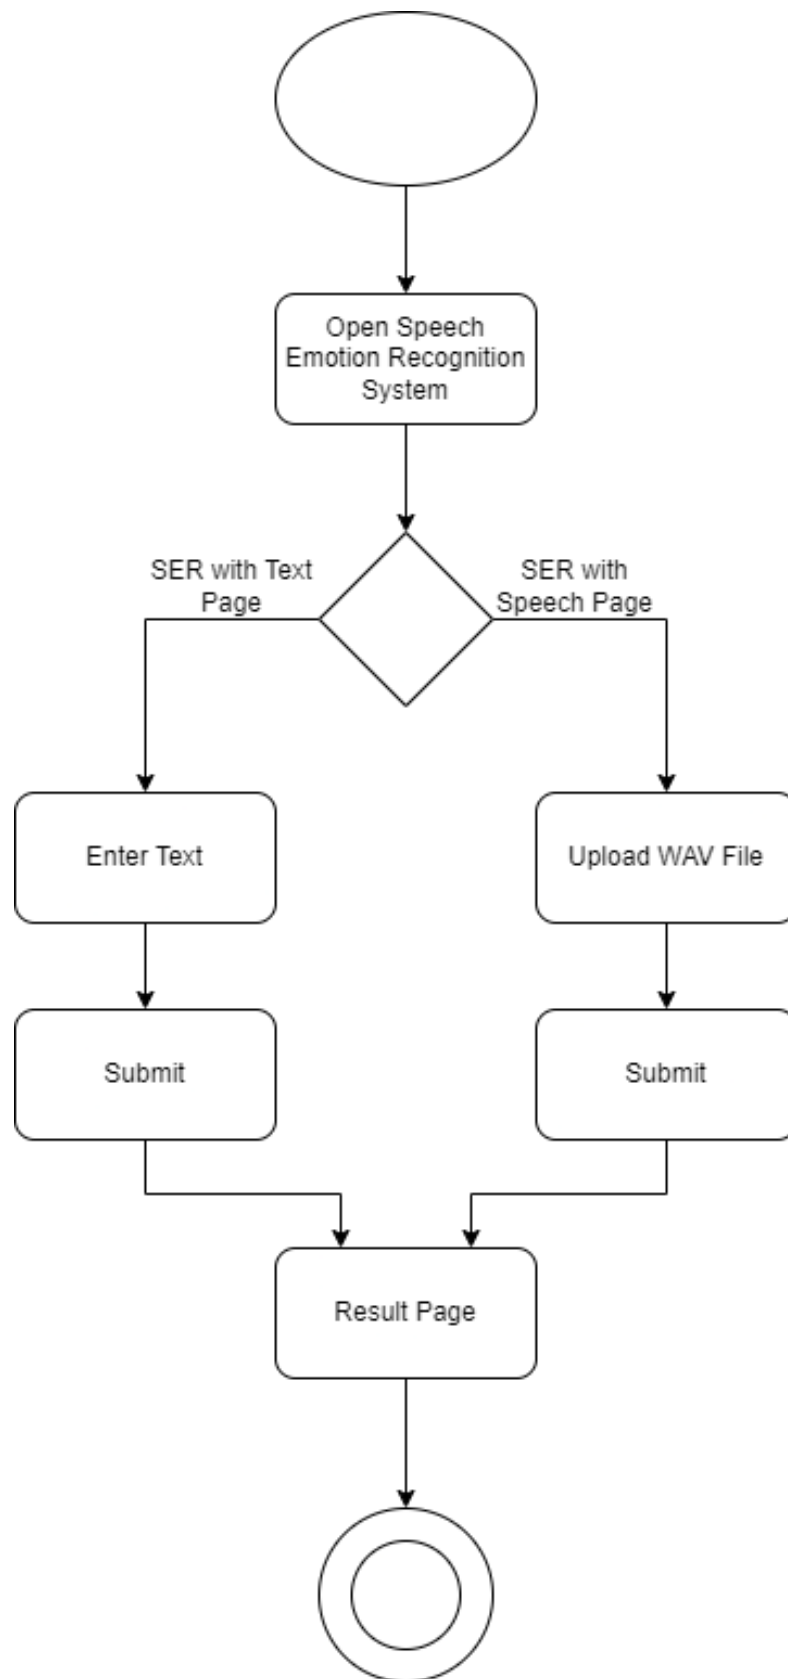 Open Speech
Emotion Recognition
System
SER with Text
Page
SER with
Speech Page
Enter Text
Upload WAV File
Submit
Submit
Result Page